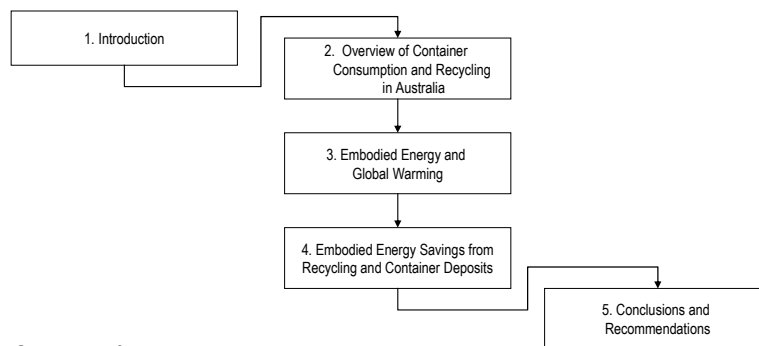 1. Introduction
2. Overview of Container
Consumption and Recycling
in Australia
3. Embodied Energy and
Global Warming
4. Embodied Energy Savings from
Recycling and Container Deposits
5. Conclusions and
Recommendations